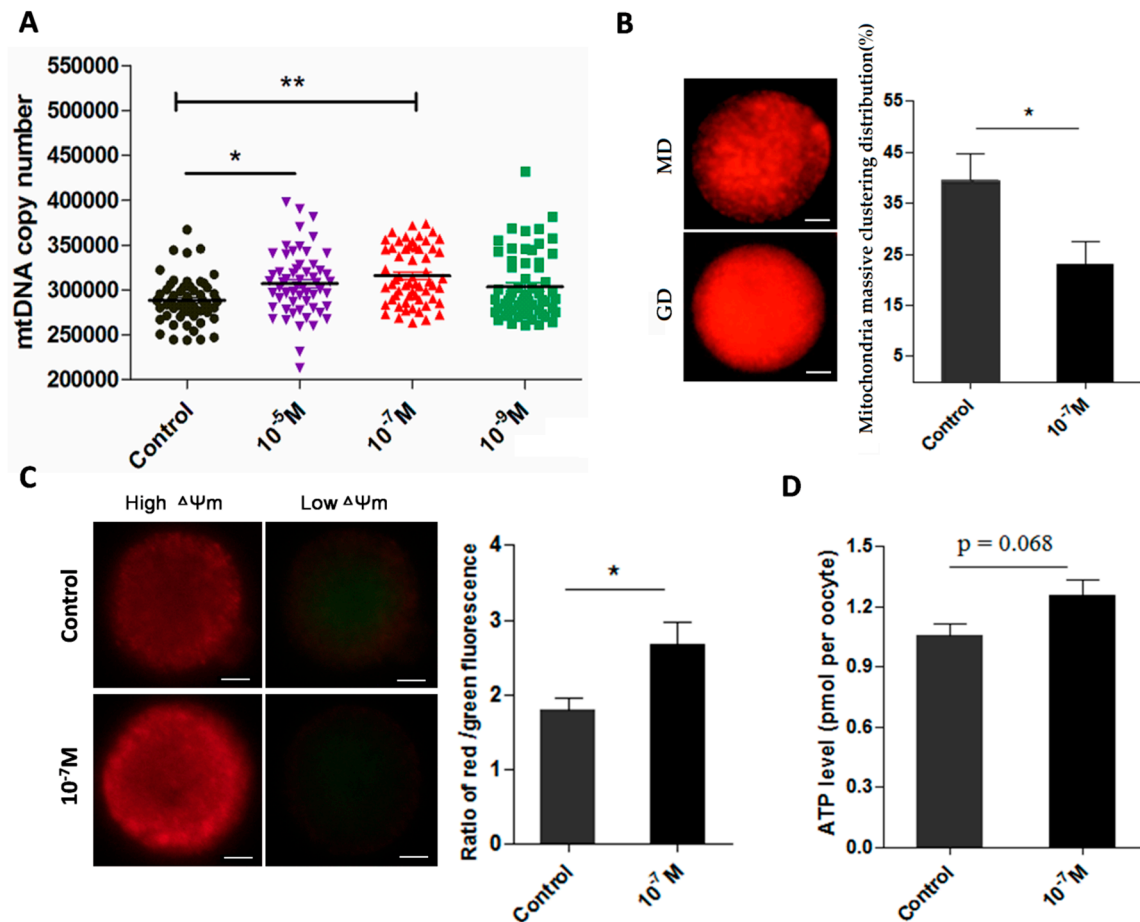 A
mtDNA copy number
550000
500000
450000
400000
350000
300000
250000
200000
**
*
Control
10⁻⁵M
10⁻⁷M
10⁻⁹M
B
MD
GD
Mitochondria massive clustering distribution(%)
55
45
35
25
15
5
*
Control
10⁻⁷M
C
High ΔΨm
Low ΔΨm
Control
10⁻⁷M
Ratio of red /green fluorescence
4
3
2
1
0
*
Control
10⁻⁷M
D
ATP level (pmol per oocyte)
1.5
1.2
0.9
0.6
0.3
0.0
p = 0.068
Control
10⁻⁷M